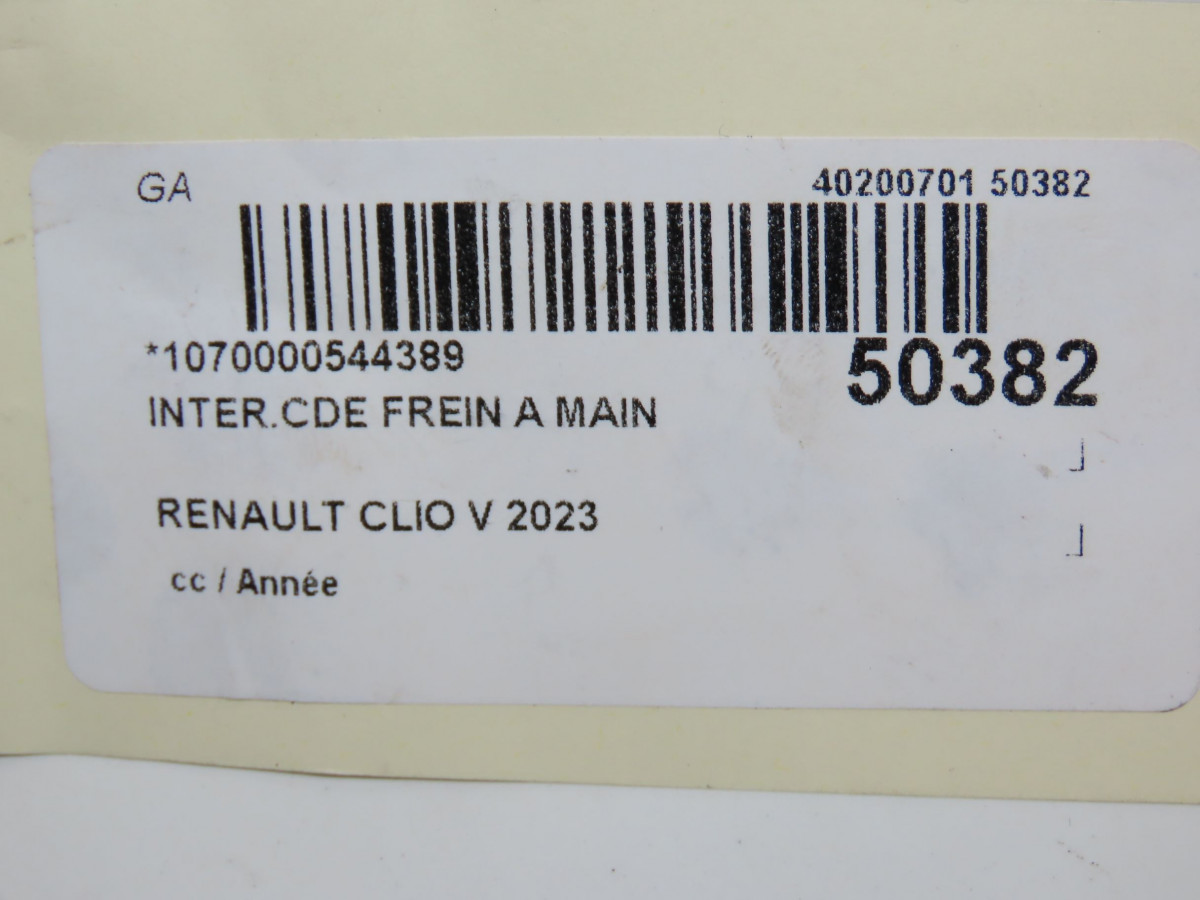 GA 40200701 50382
*1070000544389
50382
INTER.CDE FREIN A MAIN
RENAULT CLIO V 2023
cc / Année